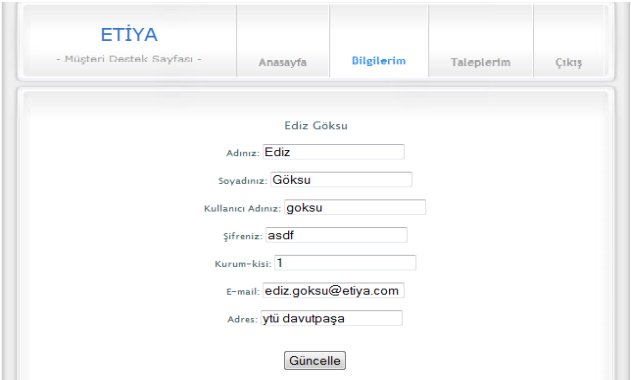 ETİYA
- Müşteri Destek Sayfası -
Anasayfa
Bilgilerim
Taleplerim
Çıkış
Ediz Göksu
Adınız: Ediz
Soyadınız: Göksu
Kullanıcı Adınız: goksu
Şifreniz: asdf
Kurum-kisi: 1
E-mail: ediz.goksu@etiya.com
Adres: ytü davutpaşa
Güncelle